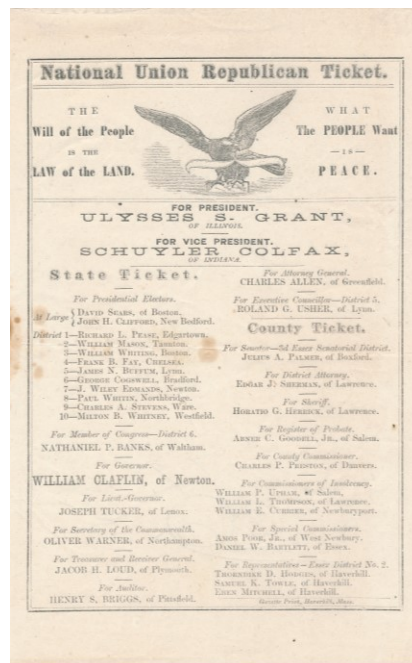 National Union Republican Ticket.
THE
Will of the People
IS THE
LAW of the LAND.
WHAT
The PEOPLE Want
—IS—
PEACE.
FOR PRESIDENT.
ULYSSES S. GRANT,
OF ILLINOIS.
FOR VICE PRESIDENT.
SCHUYLER COLFAX,
OF INDIANA.
State Ticket.
For Presidential Electors.
At Large { DAVID SEARS, of Boston.
JOHN H. CLIFFORD, New Bedford.
District 1—RICHARD L. PEASE, Edgartown.
2—WILLIAM MASON, Taunton.
3—WILLIAM WHITING, Boston.
4—FRANK B. FAY, Chelsea.
5—JAMES N. BUFFUM, Lynn.
6—GEORGE COGSWELL, Bradford.
7—J. WILEY EDMANDS, Newton.
8—PAUL WHITIN, Northbridge.
9—CHARLES A. STEVENS, Ware.
10—MILTON B. WHITNEY, Westfield.
For Member of Congress—District 6.
NATHANIEL P. BANKS, of Waltham.
For Governor.
WILLIAM CLAFLIN, of Newton.
For Lieut.-Governor.
JOSEPH TUCKER, of Lenox.
For Secretary of the Commonwealth.
OLIVER WARNER, of Northampton.
For Treasurer and Receiver General.
JACOB H. LOUD, of Plymouth.
For Auditor.
HENRY S. BRIGGS, of Pittsfield.
For Attorney General.
CHARLES ALLEN, of Greenfield.
For Executive Councillor—District 5.
ROLAND G. USHER, of Lynn.
County Ticket.
For Senator—3d Essex Senatorial District.
JULIUS A. PALMER, of Boxford.
For District Attorney.
EDGAR J. SHERMAN, of Lawrence.
For Sheriff.
HORATIO G. HERRICK, of Lawrence.
For Register of Probate.
ABNER C. GOODELL, JR., of Salem.
For County Commissioner.
CHARLES P. PRESTON, of Danvers.
For Commissioners of Insolvency.
WILLIAM P. UPHAM, of Salem.
WILLIAM L. THOMPSON, of Lawrence.
WILLIAM E. CURRIER, of Newburyport.
For Special Commissioners.
AMOS POOR, JR., of West Newbury.
DANIEL W. BARTLETT, of Essex.
For Representatives—Essex District No. 2.
THORNDIKE D. HODGES, of Haverhill.
SAMUEL K. TOWLE, of Haverhill.
EBEN MITCHELL, of Haverhill.
Gazette Print, Haverhill, Mass.